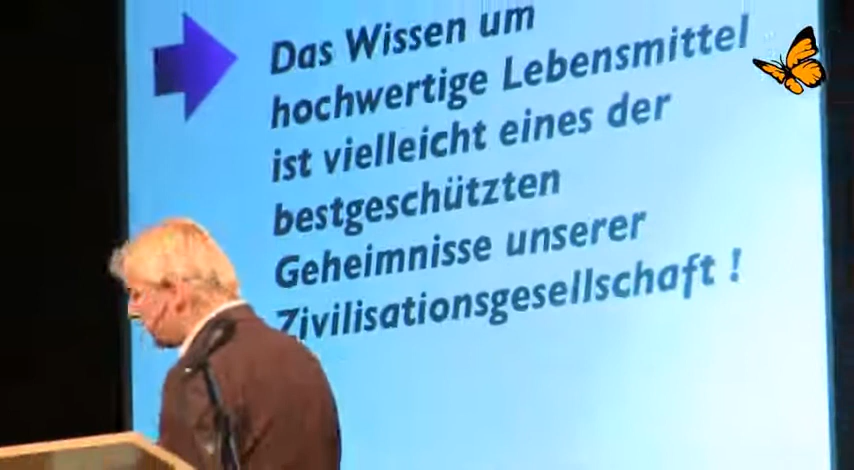 Das Wissen um
hochwertige Lebensmittel
ist vielleicht eines der
bestgeschützten
Geheimnisse unserer
Zivilisationsgesellschaft !